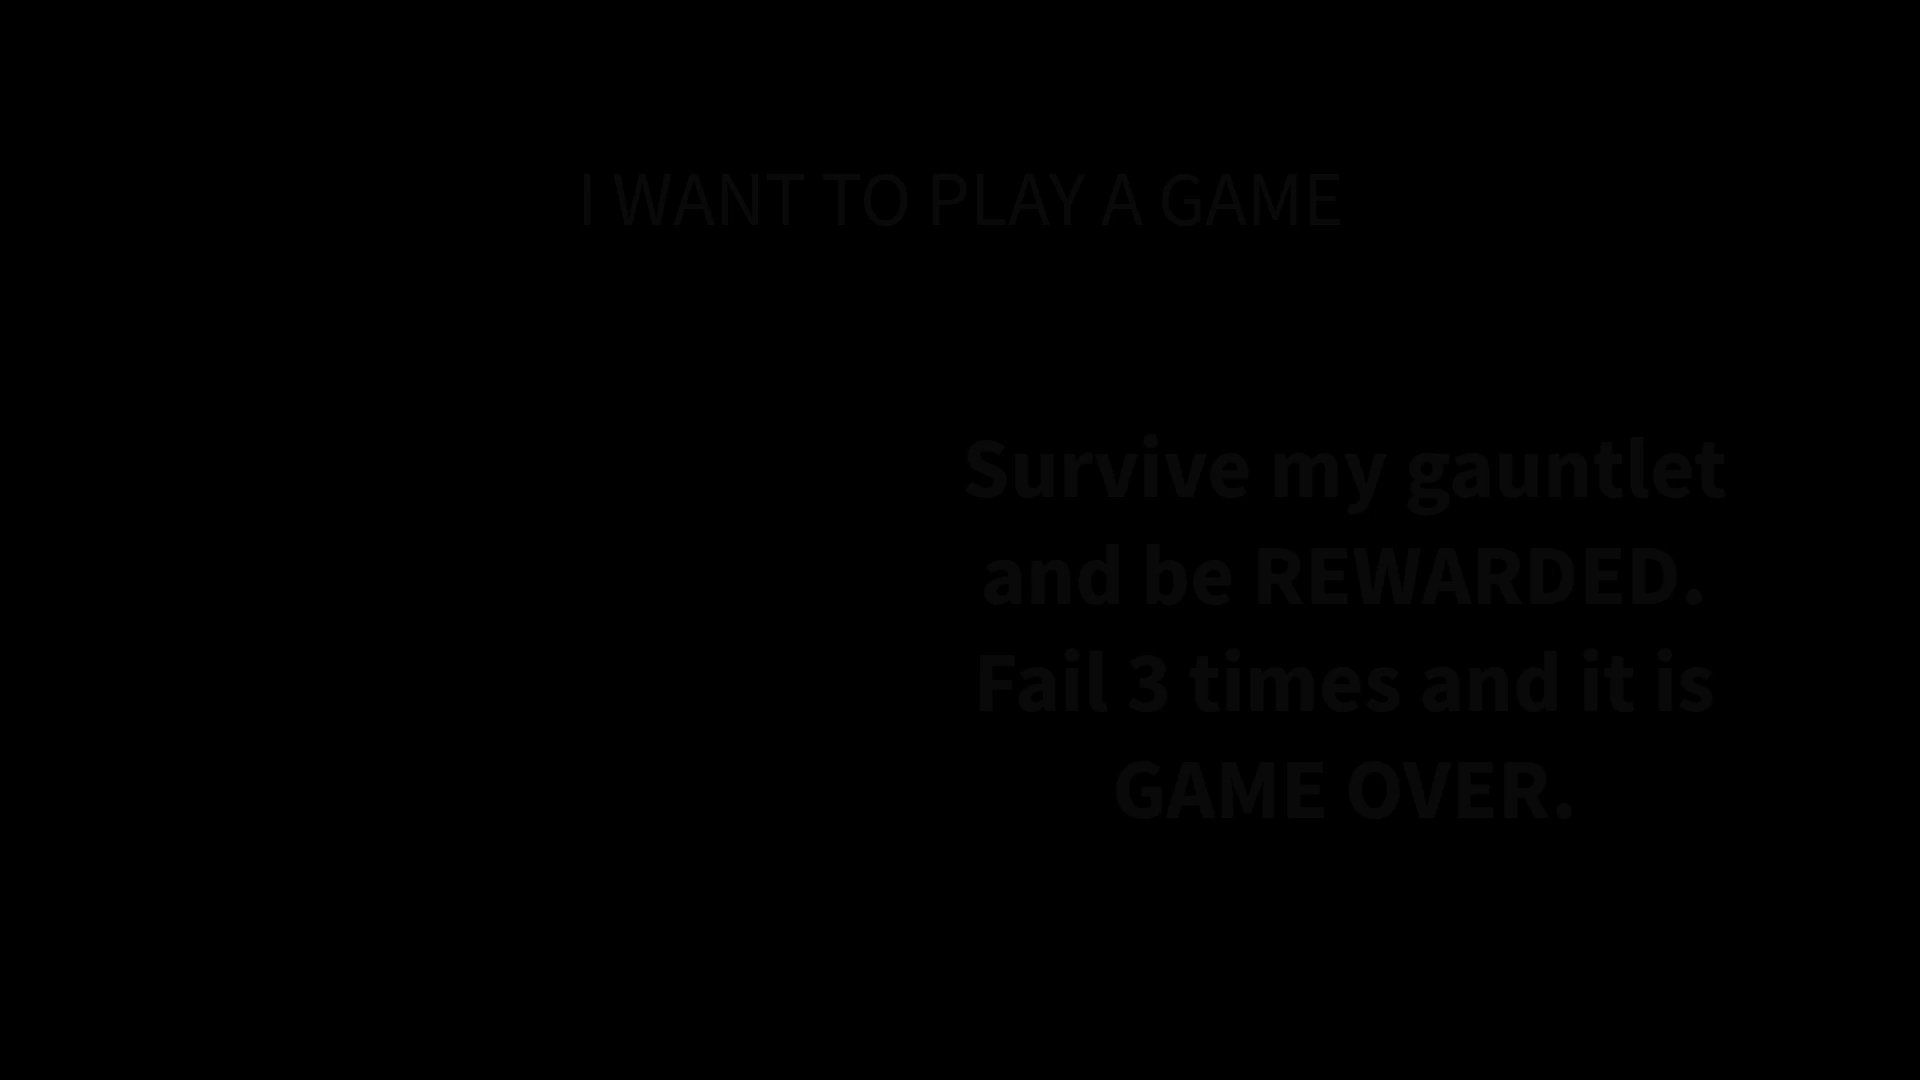 I WANT TO PLAY A GAME
Survive my gauntlet
and be REWARDED.
Fail 3 times and it is
GAME OVER.